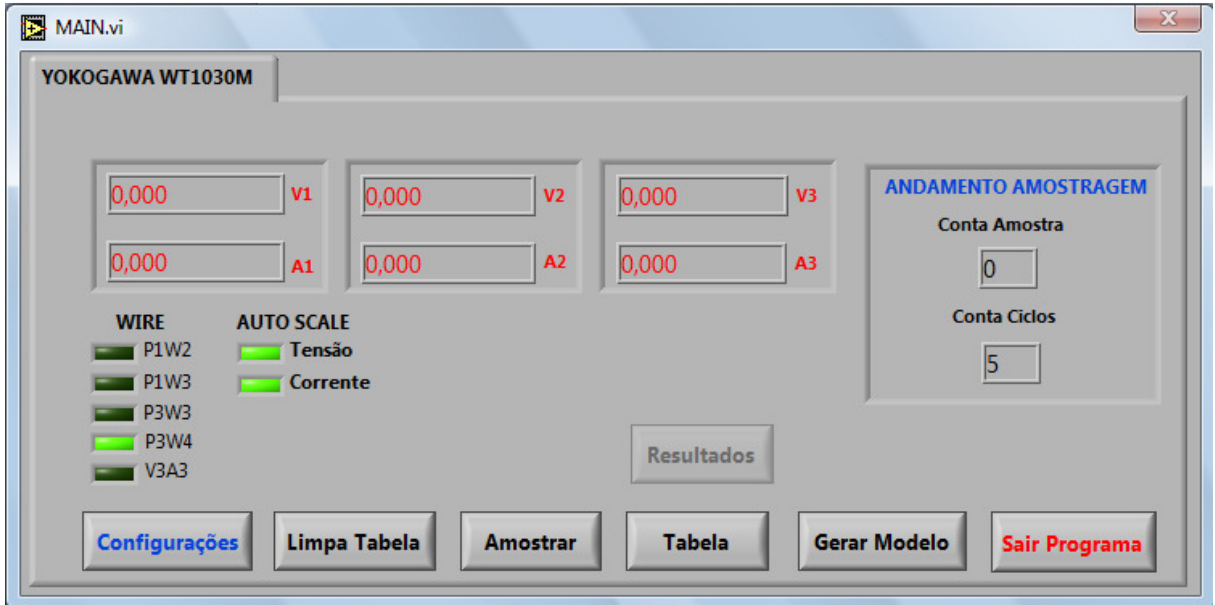 MAIN.vi
YOKOGAWA WT1030M
0,000 V1 0,000 V2 0,000 V3
0,000 A1 0,000 A2 0,000 A3
ANDAMENTO AMOSTRAGEM
Conta Amostra
0
Conta Ciclos
5
WIRE
P1W2
P1W3
P3W3
P3W4
V3A3
AUTO SCALE
Tensão
Corrente
Resultados
Configurações Limpa Tabela Amostrar Tabela Gerar Modelo Sair Programa